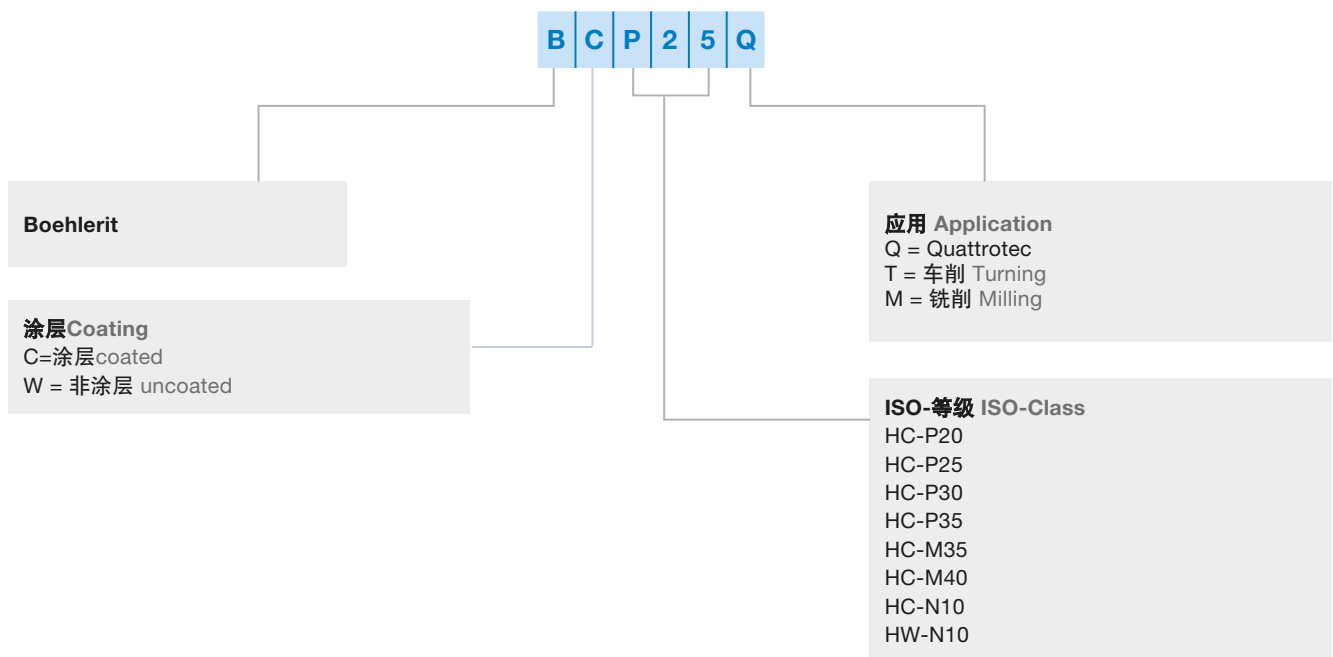 B C P 2 5 Q
Boehlerit
涂层Coating
C=涂层coated
W = 非涂层 uncoated
应用 Application
Q = Quattrotec
T = 车削 Turning
M = 铣削 Milling
ISO-等级 ISO-Class
HC-P20
HC-P25
HC-P30
HC-P35
HC-M35
HC-M40
HC-N10
HW-N10